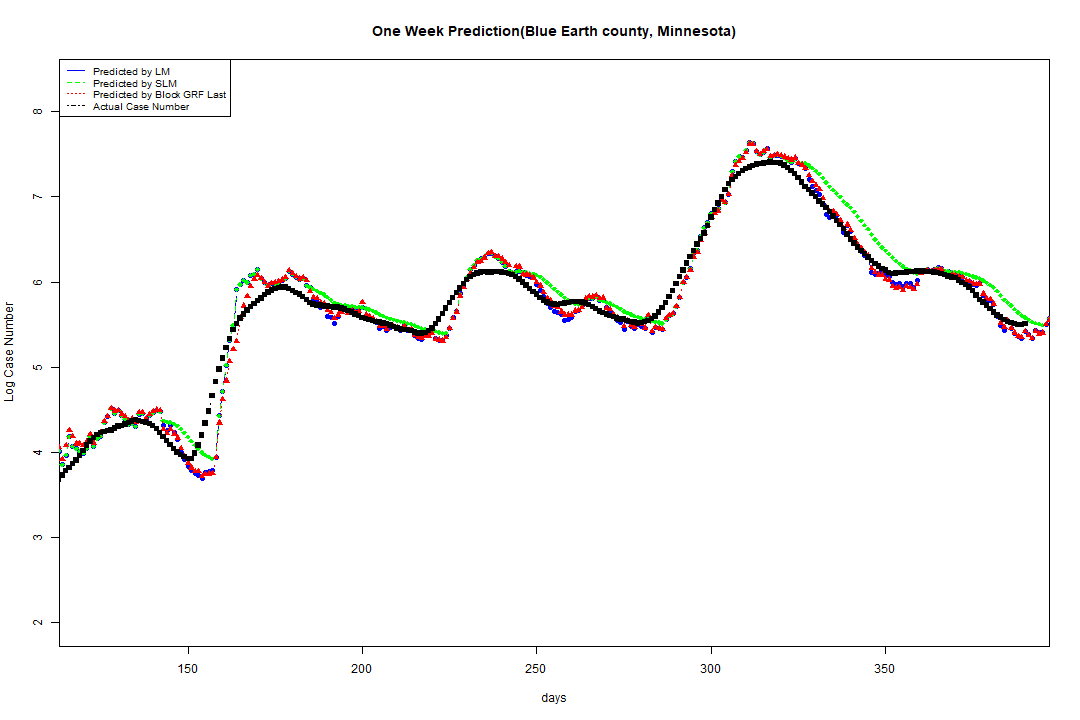 One Week Prediction(Blue Earth county, Minnesota)
Predicted by LM
Predicted by SLM
Predicted by Block GRF Last
Actual Case Number
8
7
6
5
4
3
2
Log Case Number
150 200 250 300 350
days